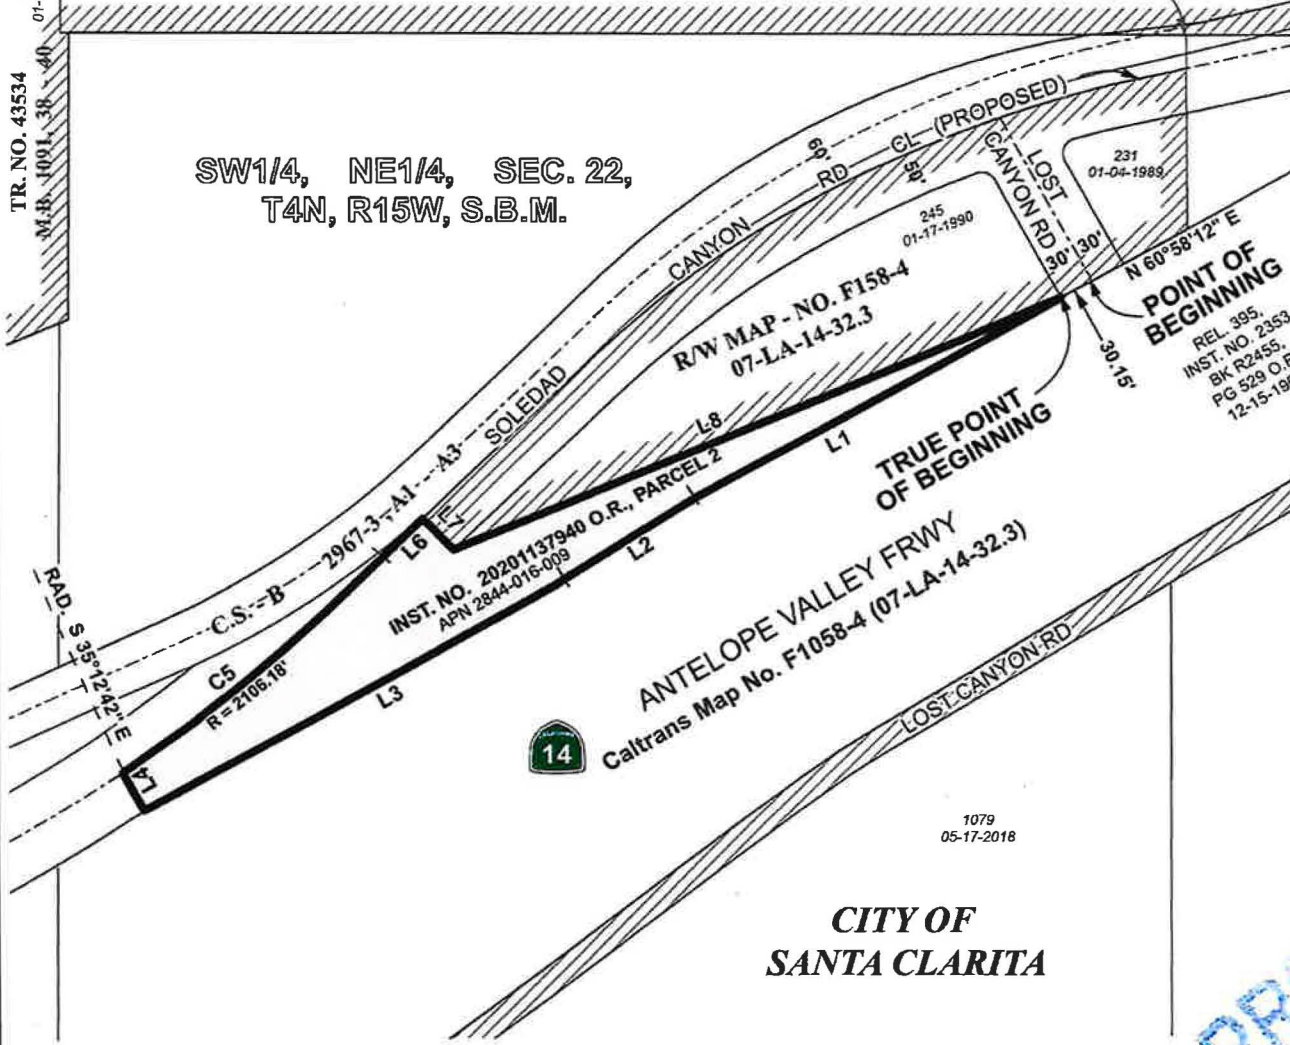 01-
TR. NO. 43534
M.B. 1091, 38 - 40
SW1/4, NE1/4, SEC. 22,
T4N, R15W, S.B.M.
60'
50'
SOLEDAD CANYON RD CL (PROPOSED)
LOST
CANYON RD
231
01-04-1989
245
01-17-1990
30' 30'
N 60°58'12" E
POINT OF
BEGINNING
REL. 395,
INST. NO. 2353
BK R2455,
PG 529 O.R
12-15-19
30.15'
R/W MAP - NO. F158-4
07-LA-14-32.3
TRUE POINT
OF BEGINNING
L8
L1
L7
L6
L2
INST. NO. 20201137940 O.R., PARCEL 2
APN 2844-016-009
C.S. - B 2967-3, A1 - A3
RAD. S 35°12'42" E
C5
R = 2106.18'
L3
L4
ANTELOPE VALLEY FRWY
Caltrans Map No. F1058-4 (07-LA-14-32.3)
CALIFORNIA
14
LOST CANYON RD
1079
05-17-2018
CITY OF
SANTA CLARITA